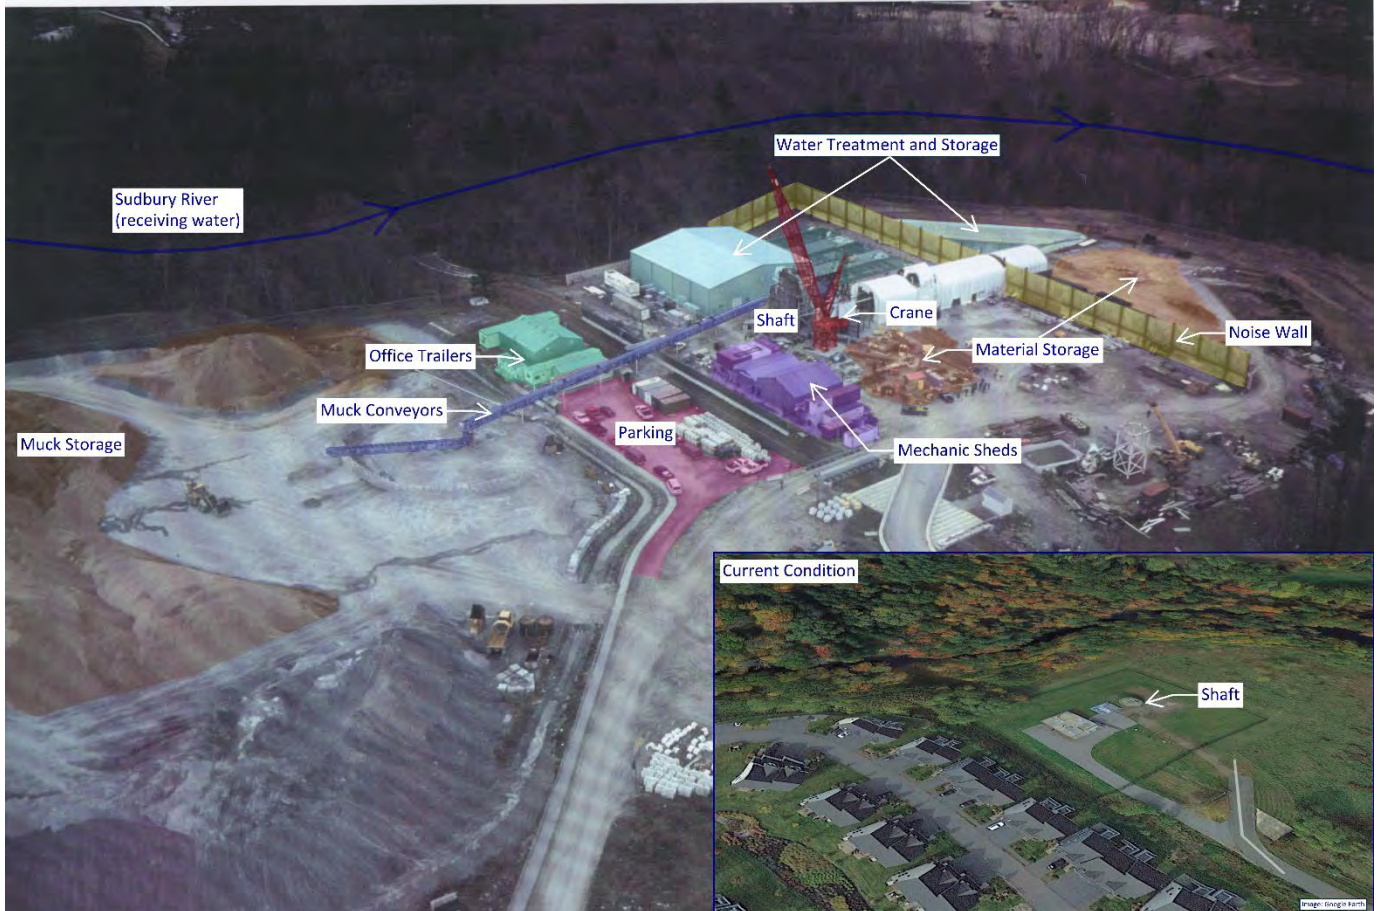 Water Treatment and Storage
Sudbury River
(receiving water)
Shaft
Crane
Noise Wall
Office Trailers
Material Storage
Muck Conveyors
Parking
Muck Storage
Mechanic Sheds
Current Condition
Shaft
Image: Google Earth